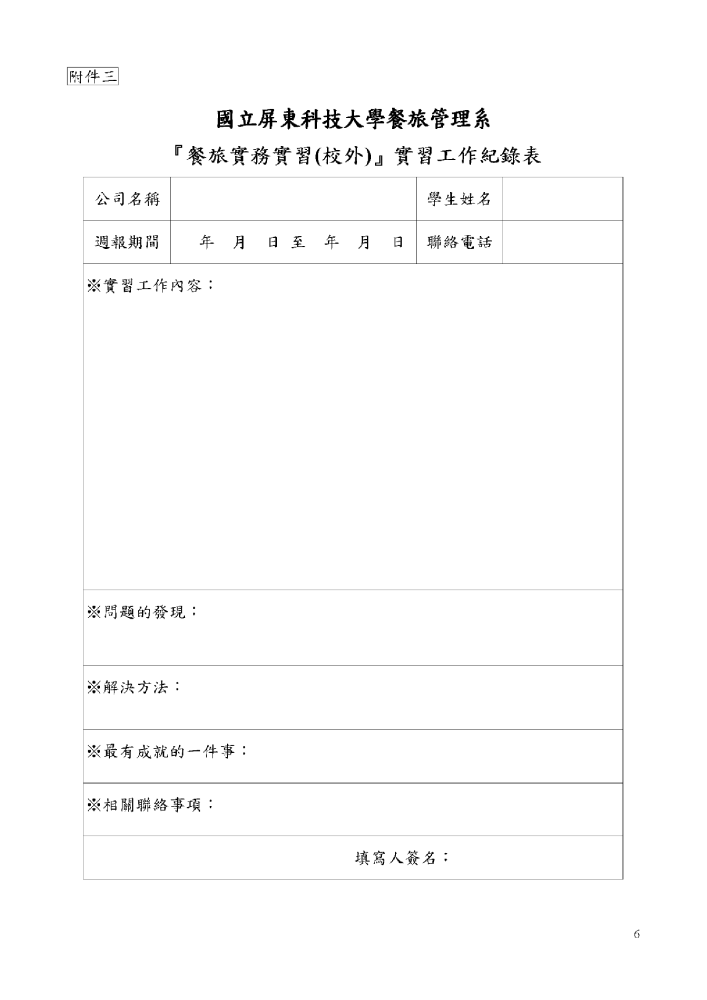 附件三
國立屏東科技大學餐旅管理系
『餐旅實務實習(校外)』實習工作紀錄表
公司名稱 學生姓名
週報期間 年 月 日 至 年 月 日 聯絡電話
※實習工作內容：
※問題的發現：
※解決方法：
※最有成就的一件事：
※相關聯絡事項：
填寫人簽名：
6